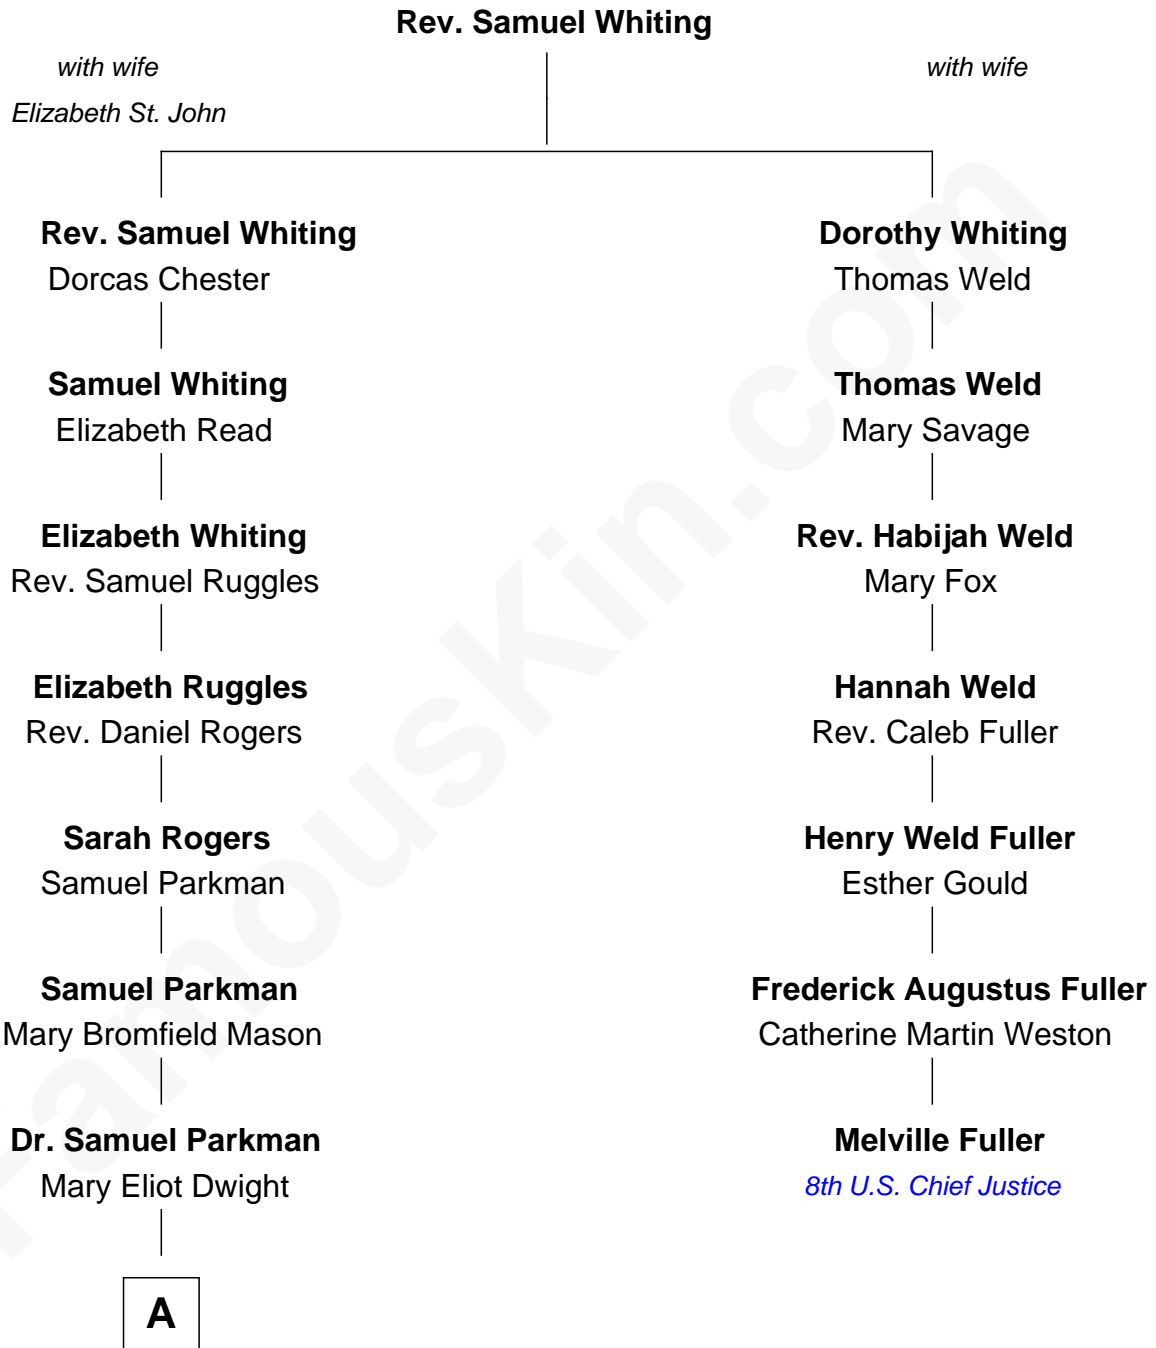 Rev. Samuel Whiting
with wife
with wife
Elizabeth St. John
Rev. Samuel Whiting
Dorothy Whiting
Dorcas Chester
Thomas Weld
Samuel Whiting
Thomas Weld
Elizabeth Read
Mary Savage
Elizabeth Whiting
Rev. Habijah Weld
Rev. Samuel Ruggles
Mary Fox
Elizabeth Ruggles
Hannah Weld
Rev. Daniel Rogers
Rev. Caleb Fuller
Sarah Rogers
Henry Weld Fuller
Samuel Parkman
Esther Gould
Samuel Parkman
Frederick Augustus Fuller
Mary Bromfield Mason
Catherine Martin Weston
Dr. Samuel Parkman
Melville Fuller
Mary Eliot Dwight
8th U.S. Chief Justice
A
FamousKin.com